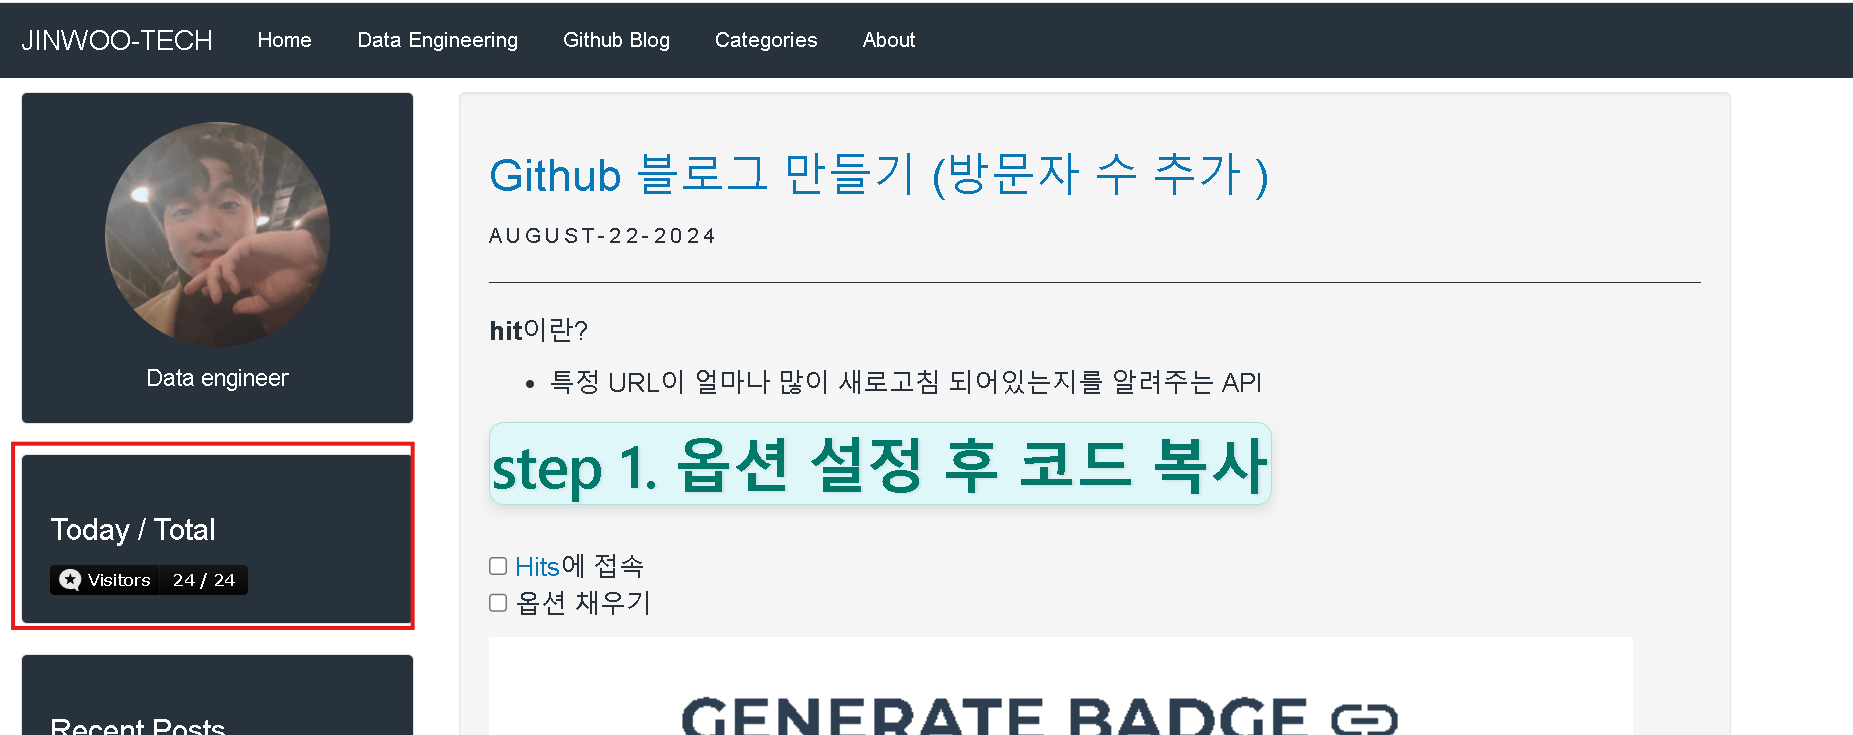 JINWOO-TECH Home Data Engineering Github Blog Categories About
Data engineer
Today / Total
Visitors 24 / 24
Recent Posts
Github 블로그 만들기 (방문자 수 추가 )
AUGUST-22-2024
hit이란?
• 특정 URL이 얼마나 많이 새로고침 되어있는지를 알려주는 API
step 1. 옵션 설정 후 코드 복사
Hits에 접속
옵션 채우기
GENERATE BADGE